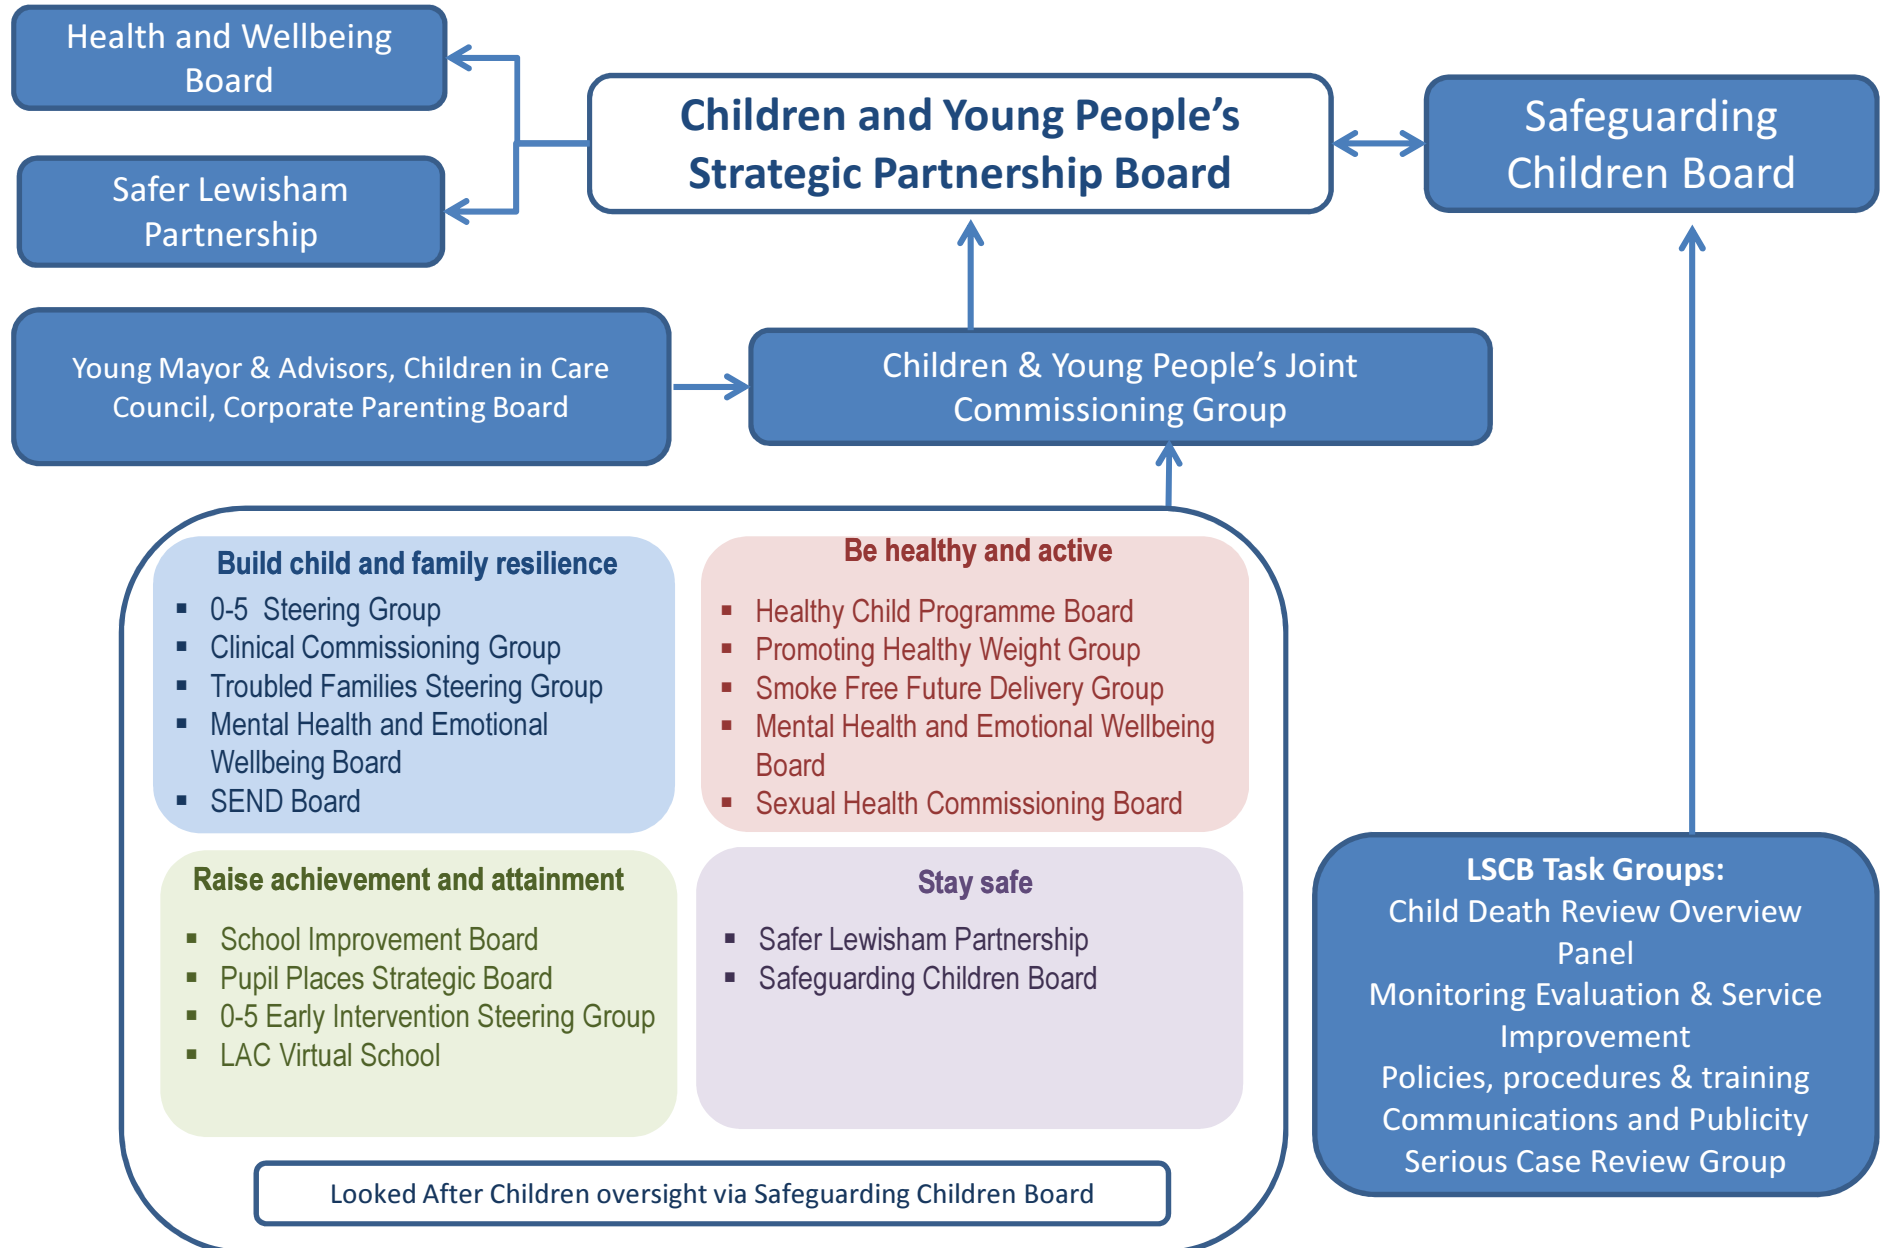 Health and Wellbeing
Board
Children and Young People's
Strategic Partnership Board
Safeguarding
Children Board
Safer Lewisham
Partnership
Young Mayor & Advisors, Children in Care
Council, Corporate Parenting Board
Children & Young People's Joint
Commissioning Group
Build child and family resilience
▪ 0-5 Steering Group
▪ Clinical Commissioning Group
▪ Troubled Families Steering Group
▪ Mental Health and Emotional
Wellbeing Board
▪ SEND Board
Be healthy and active
▪ Healthy Child Programme Board
▪ Promoting Healthy Weight Group
▪ Smoke Free Future Delivery Group
▪ Mental Health and Emotional Wellbeing
Board
▪ Sexual Health Commissioning Board
Raise achievement and attainment
▪ School Improvement Board
▪ Pupil Places Strategic Board
▪ 0-5 Early Intervention Steering Group
▪ LAC Virtual School
Stay safe
▪ Safer Lewisham Partnership
▪ Safeguarding Children Board
Looked After Children oversight via Safeguarding Children Board
LSCB Task Groups:
Child Death Review Overview
Panel
Monitoring Evaluation & Service
Improvement
Policies, procedures & training
Communications and Publicity
Serious Case Review Group